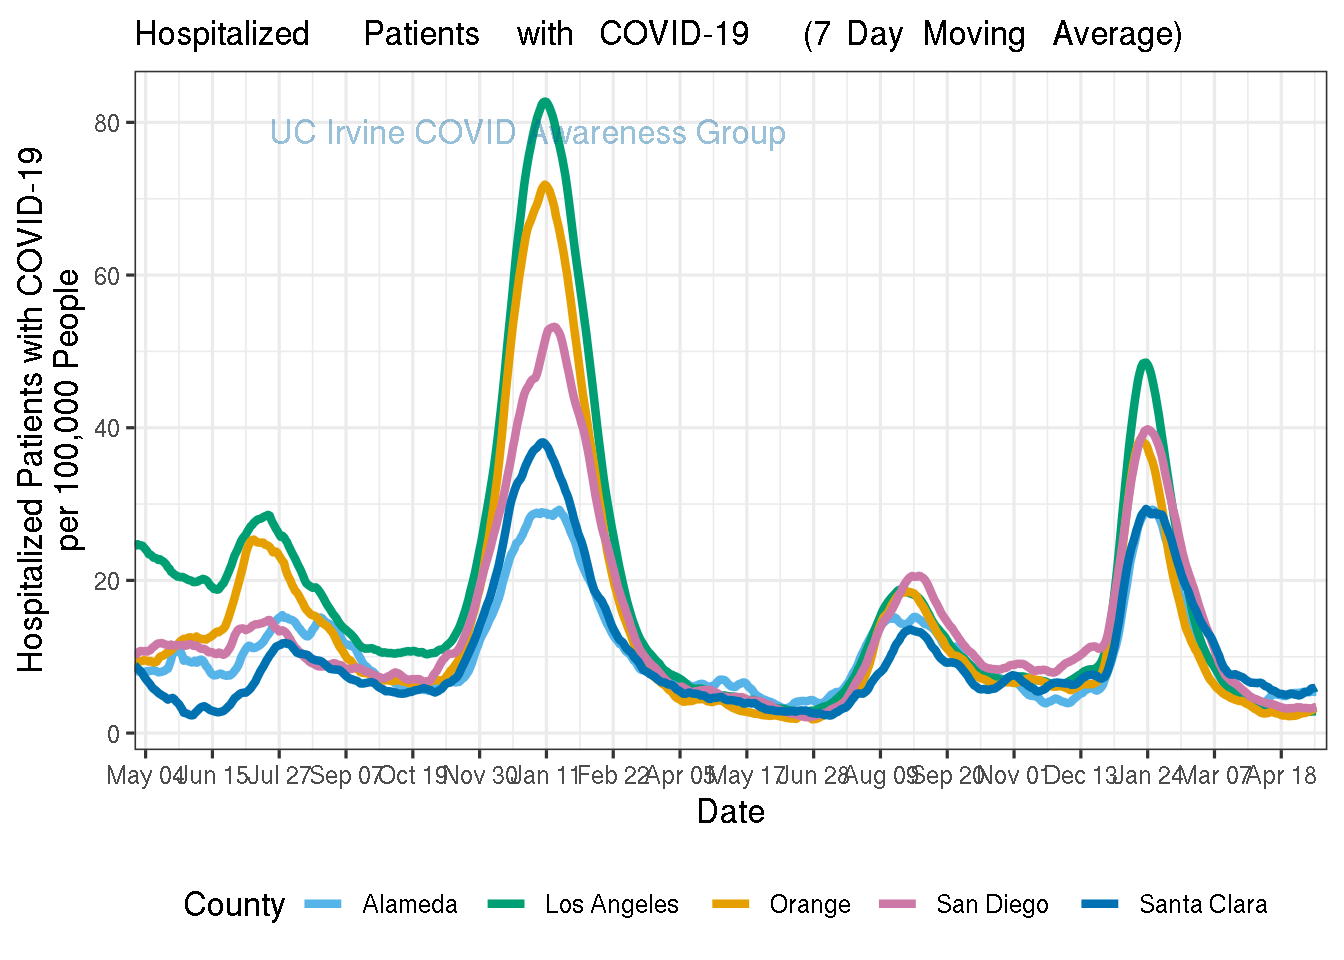 Hospitalized Patients with COVID-19 (7 Day Moving Average)
UC Irvine COVID Awareness Group
Hospitalized Patients with COVID-19
per 100,000 People
80
60
40
20
0
May 04 Jun 15 Jul 27 Sep 07 Oct 19 Nov 30 Jan 11 Feb 22 Apr 05 May 17 Jun 28 Aug 09 Sep 20 Nov 01 Dec 13 Jan 24 Mar 07 Apr 18
Date
County Alameda Los Angeles Orange San Diego Santa Clara